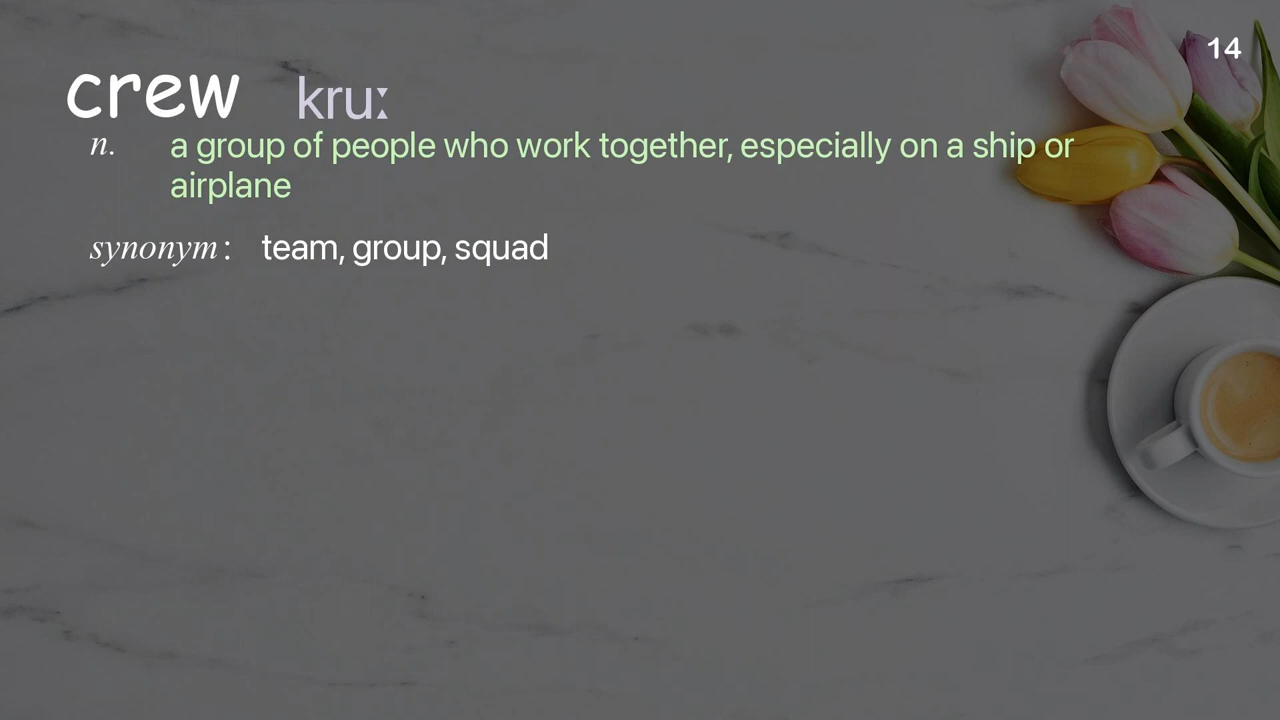 14
crew kruː
n. a group of people who work together, especially on a ship or
airplane
synonym: team, group, squad